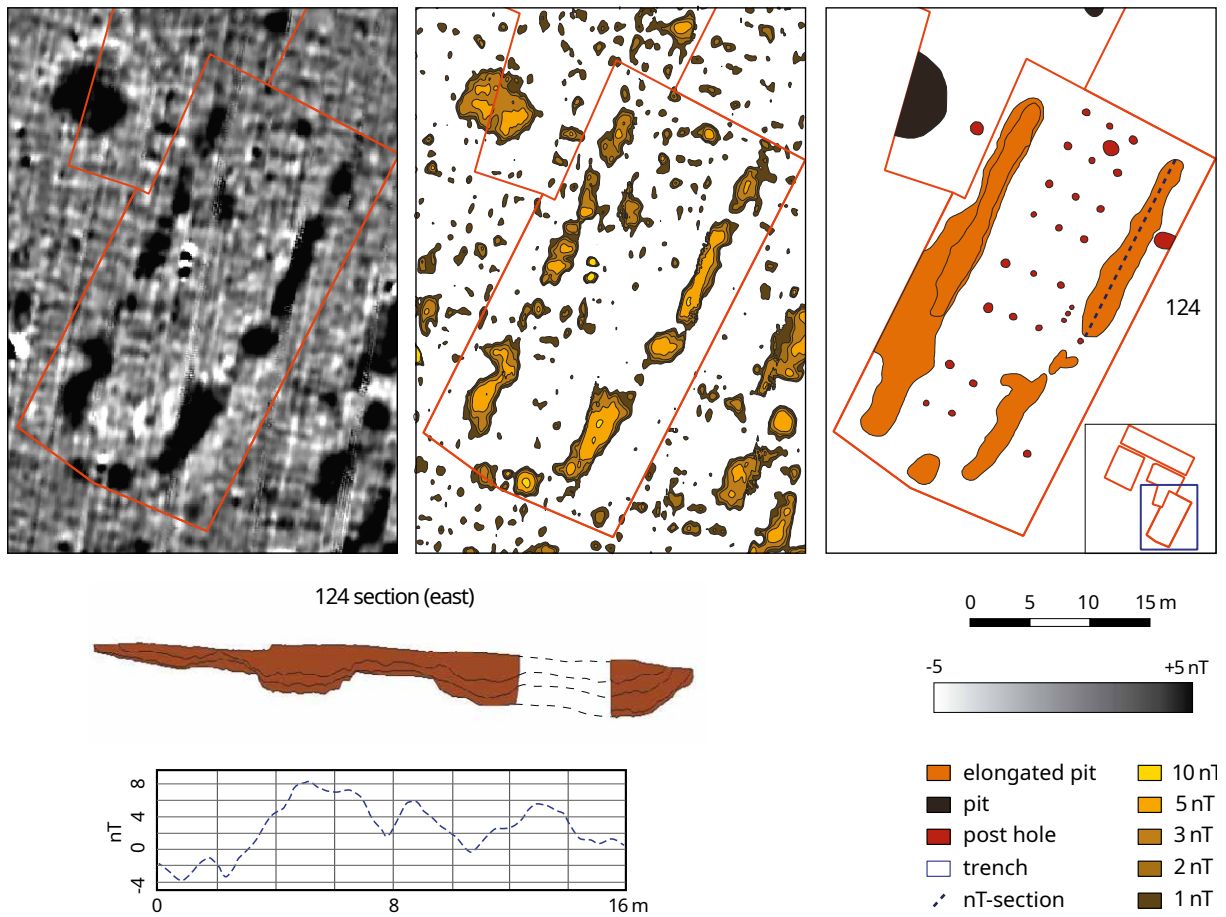 124
124 section (east)
0 5 10 15 m
-5 +5 nT
8
4
0
-4
nT
0 8 16 m
elongated pit
pit
post hole
trench
nT-section
10 nT
5 nT
3 nT
2 nT
1 nT